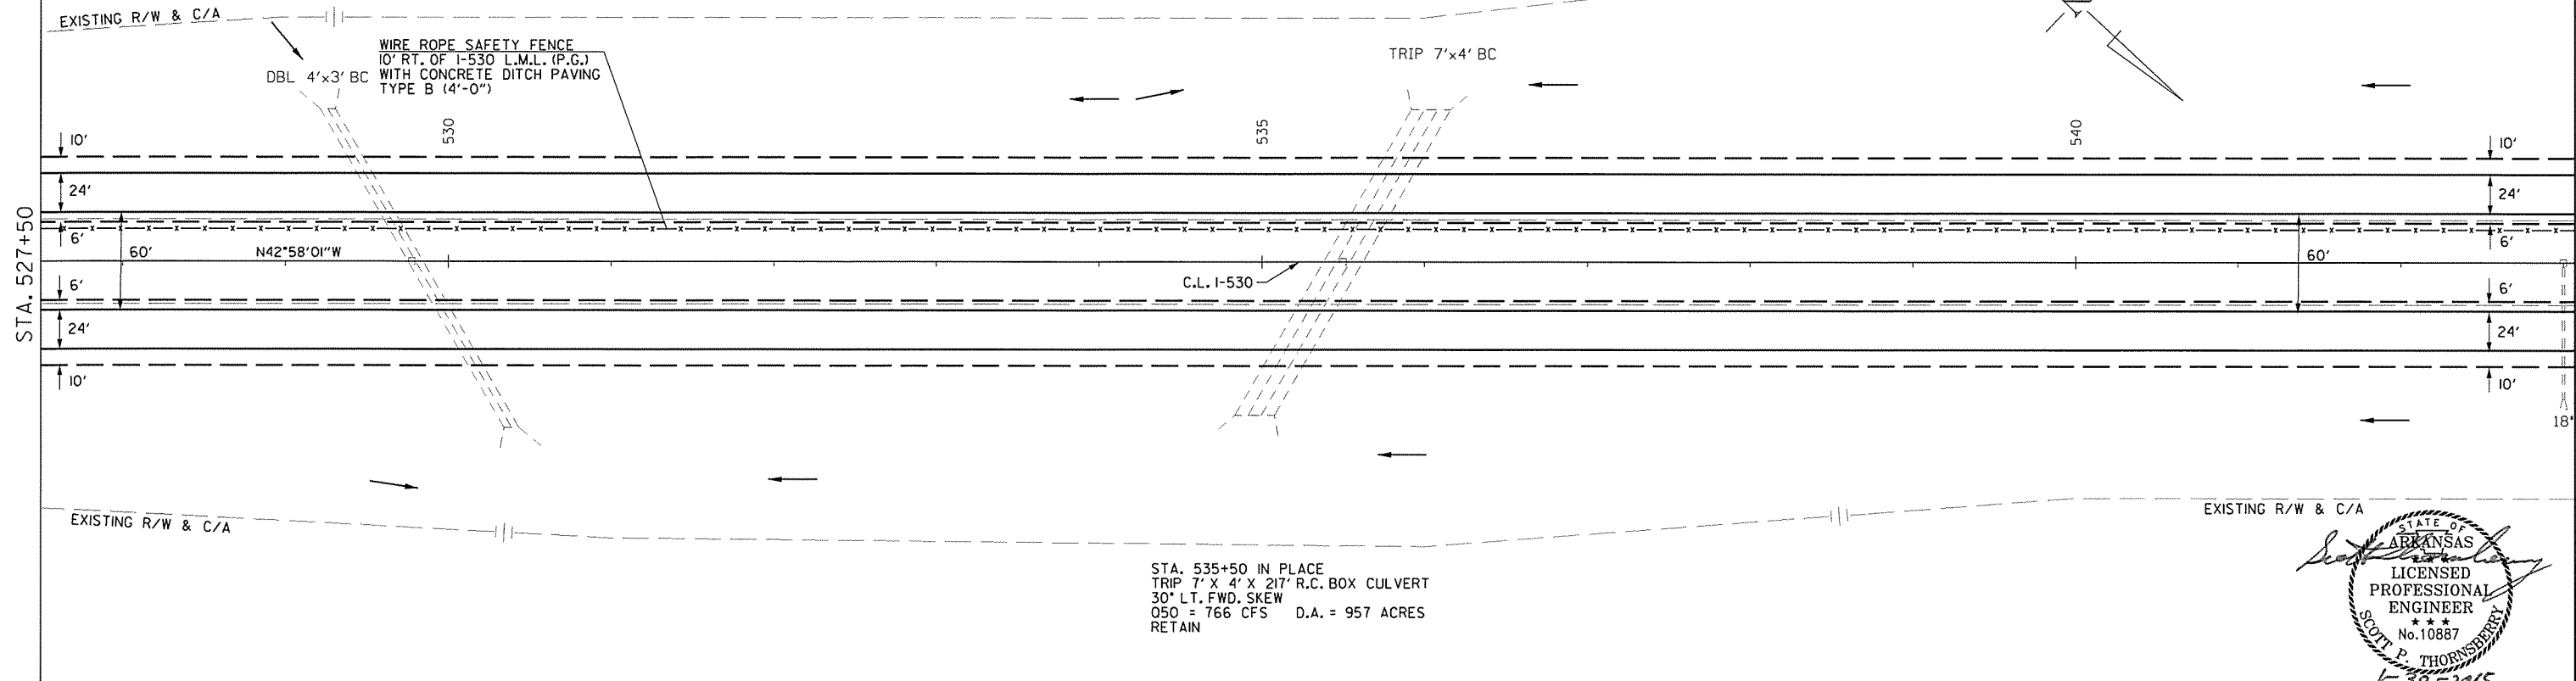 EXISTING R/W & C/A
WIRE ROPE SAFETY FENCE
10' RT. OF I-530 L.M.L. (P.G.)
WITH CONCRETE DITCH PAVING
TYPE B (4'-0")
DBL 4'x3' BC
TRIP 7'x4' BC
530
535
540
10'
10'
24'
24'
STA. 527+50
6'
6'
60'
N42°58'01"W
60'
C.L. I-530
6'
6'
24'
24'
10'
10'
18"
EXISTING R/W & C/A
EXISTING R/W & C/A
STA. 535+50 IN PLACE
TRIP 7' X 4' X 217' R.C. BOX CULVERT
30° LT. FWD. SKEW
Q50 = 766 CFS D.A. = 957 ACRES
RETAIN
STATE OF
ARKANSAS
★ ★ ★
LICENSED
PROFESSIONAL
ENGINEER
★ ★ ★
No.10887
SCOTT P. THORNSBERRY